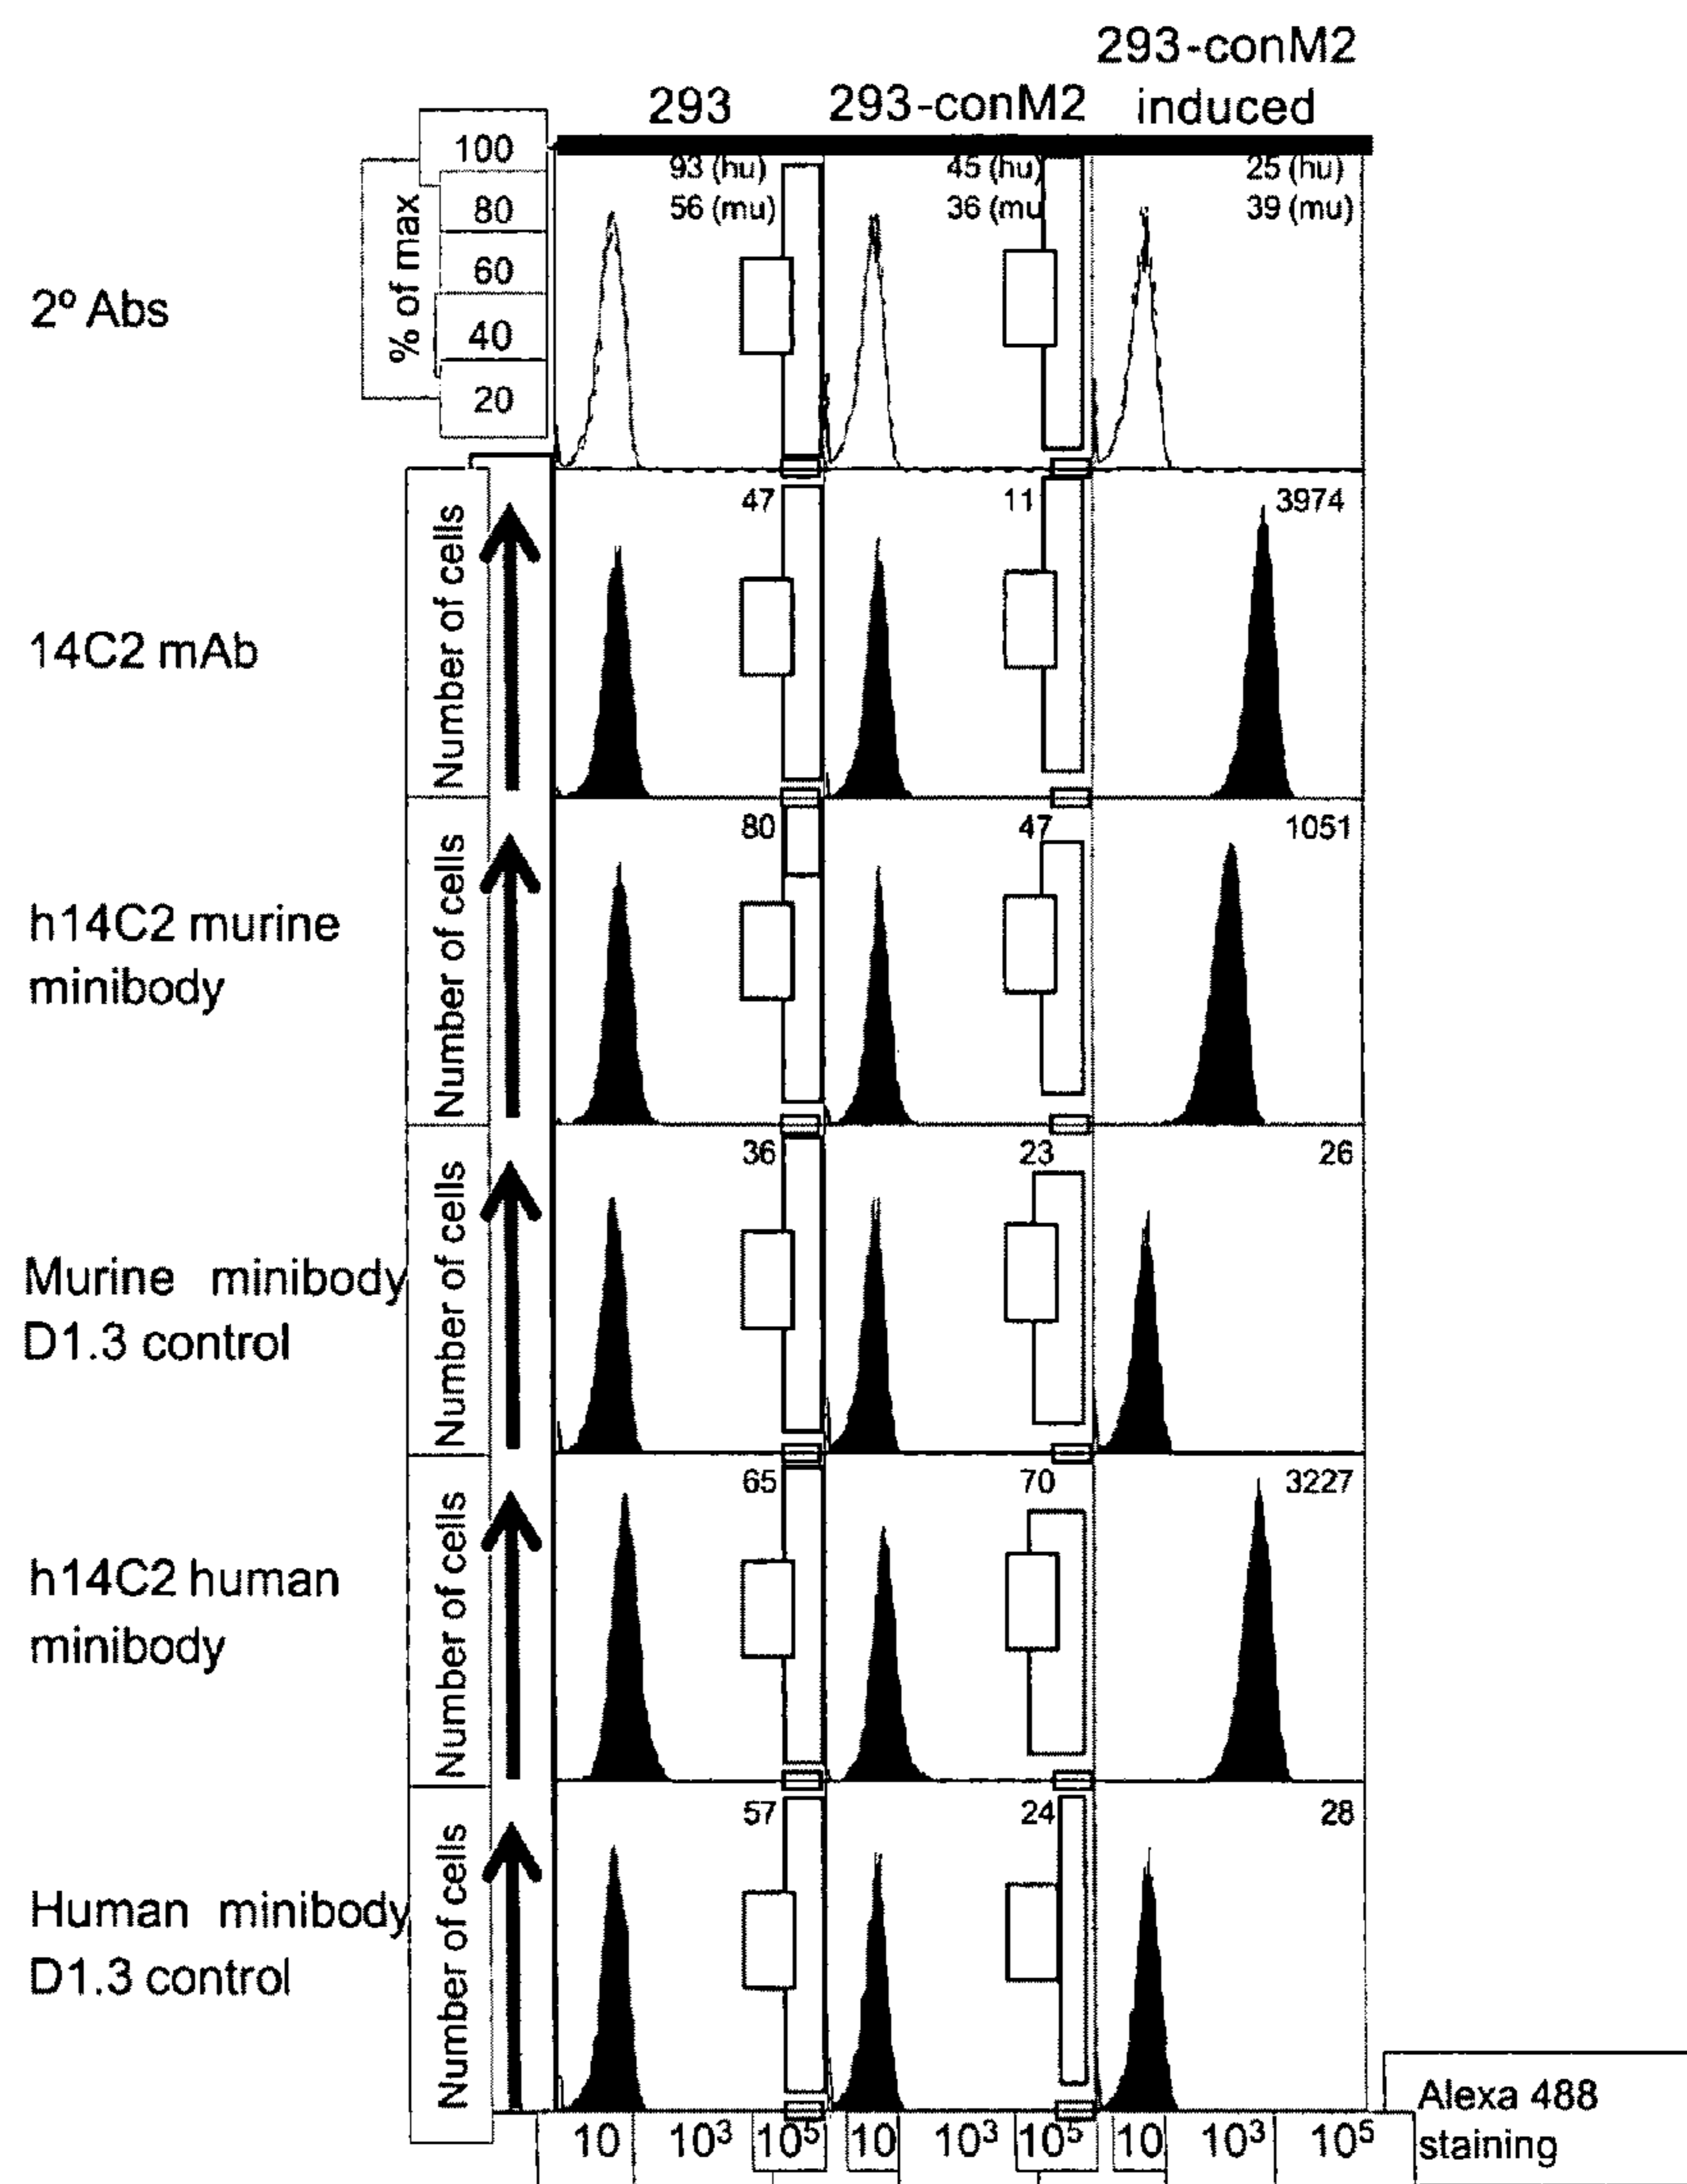 293-conM2
293 293-conM2 induced
100
80
60
40
20
% of max
2º Abs
93 (hu)
56 (mu)
45 (hu)
36 (mu
25 (hu)
39 (mu)
14C2 mAb
Number of cells
47 11 3974
h14C2 murine
minibody
Number of cells
80 47 1051
Murine minibody
D1.3 control
Number of cells
36 23 26
h14C2 human
minibody
Number of cells
65 70 3227
Human minibody
D1.3 control
Number of cells
57 24 28
10 10³ 10⁵ 10 10³ 10⁵ 10 10³ 10⁵
Alexa 488
staining